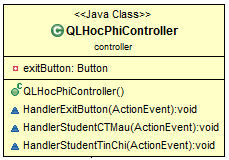 <<Java Class>>
QLHocPhiController
controller
exitButton: Button
QLHocPhiController()
HandlerExitButton(ActionEvent):void
HandlerStudentCTMau(ActionEvent):void
HandlerStudentTinChi(ActionEvent):void